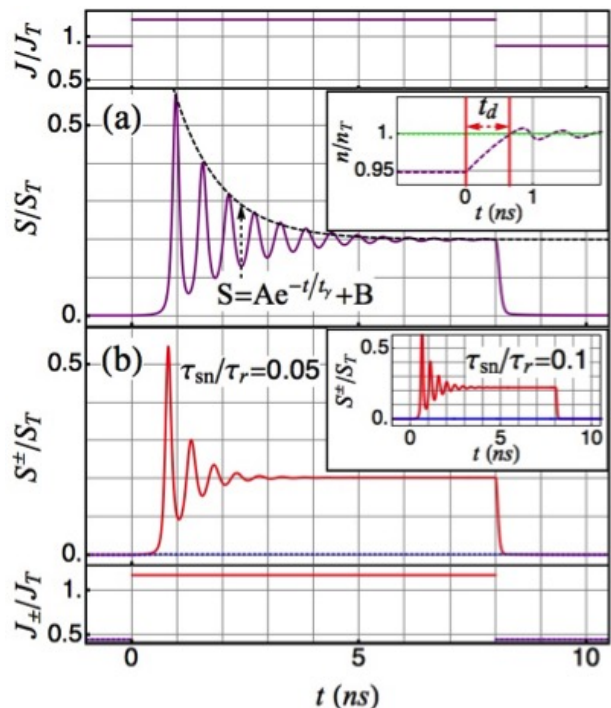 J/J_T
1.
0.5
(a)
S/S_T
0.5
0.
S=Ae^{-t/t_γ}+B
n/n_T
t_d
1.
0.95
0
1
t (ns)
(b)
τ_sn/τ_r=0.05
S^±/S_T
0.5
0.
S^±/S_T
0.5
0.
τ_sn/τ_r=0.1
0
5
10
t (ns)
J_±/J_T
1.
0.5
0
5
10
t (ns)